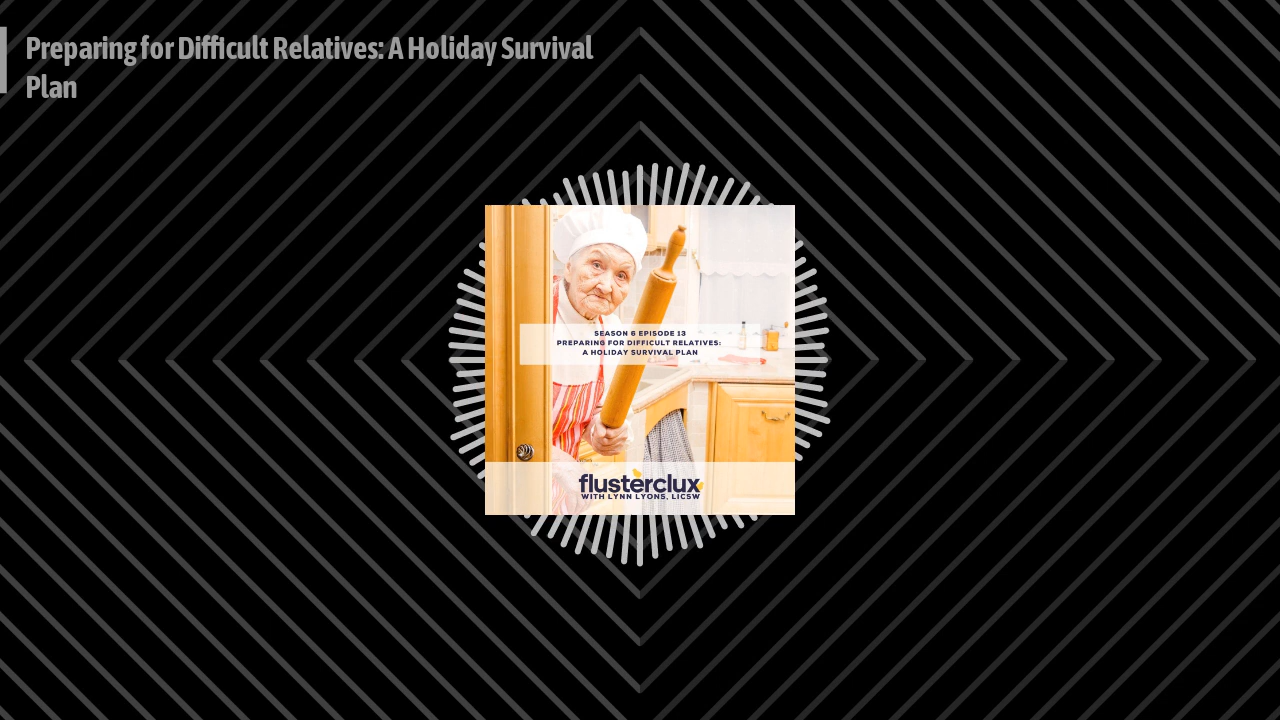 Preparing for Difficult Relatives: A Holiday Survival
Plan
SEASON 6 EPISODE 13
PREPARING FOR DIFFICULT RELATIVES:
A HOLIDAY SURVIVAL PLAN
flusterclux
WITH LYNN LYONS, LICSW